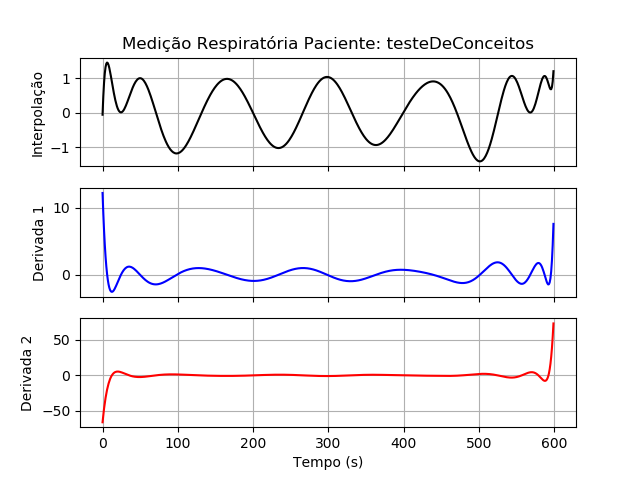 Medição Respiratória Paciente: testeDeConceitos
Interpolação
1
0
−1
Derivada 1
10
0
Derivada 2
50
0
−50
0 100 200 300 400 500 600
Tempo (s)